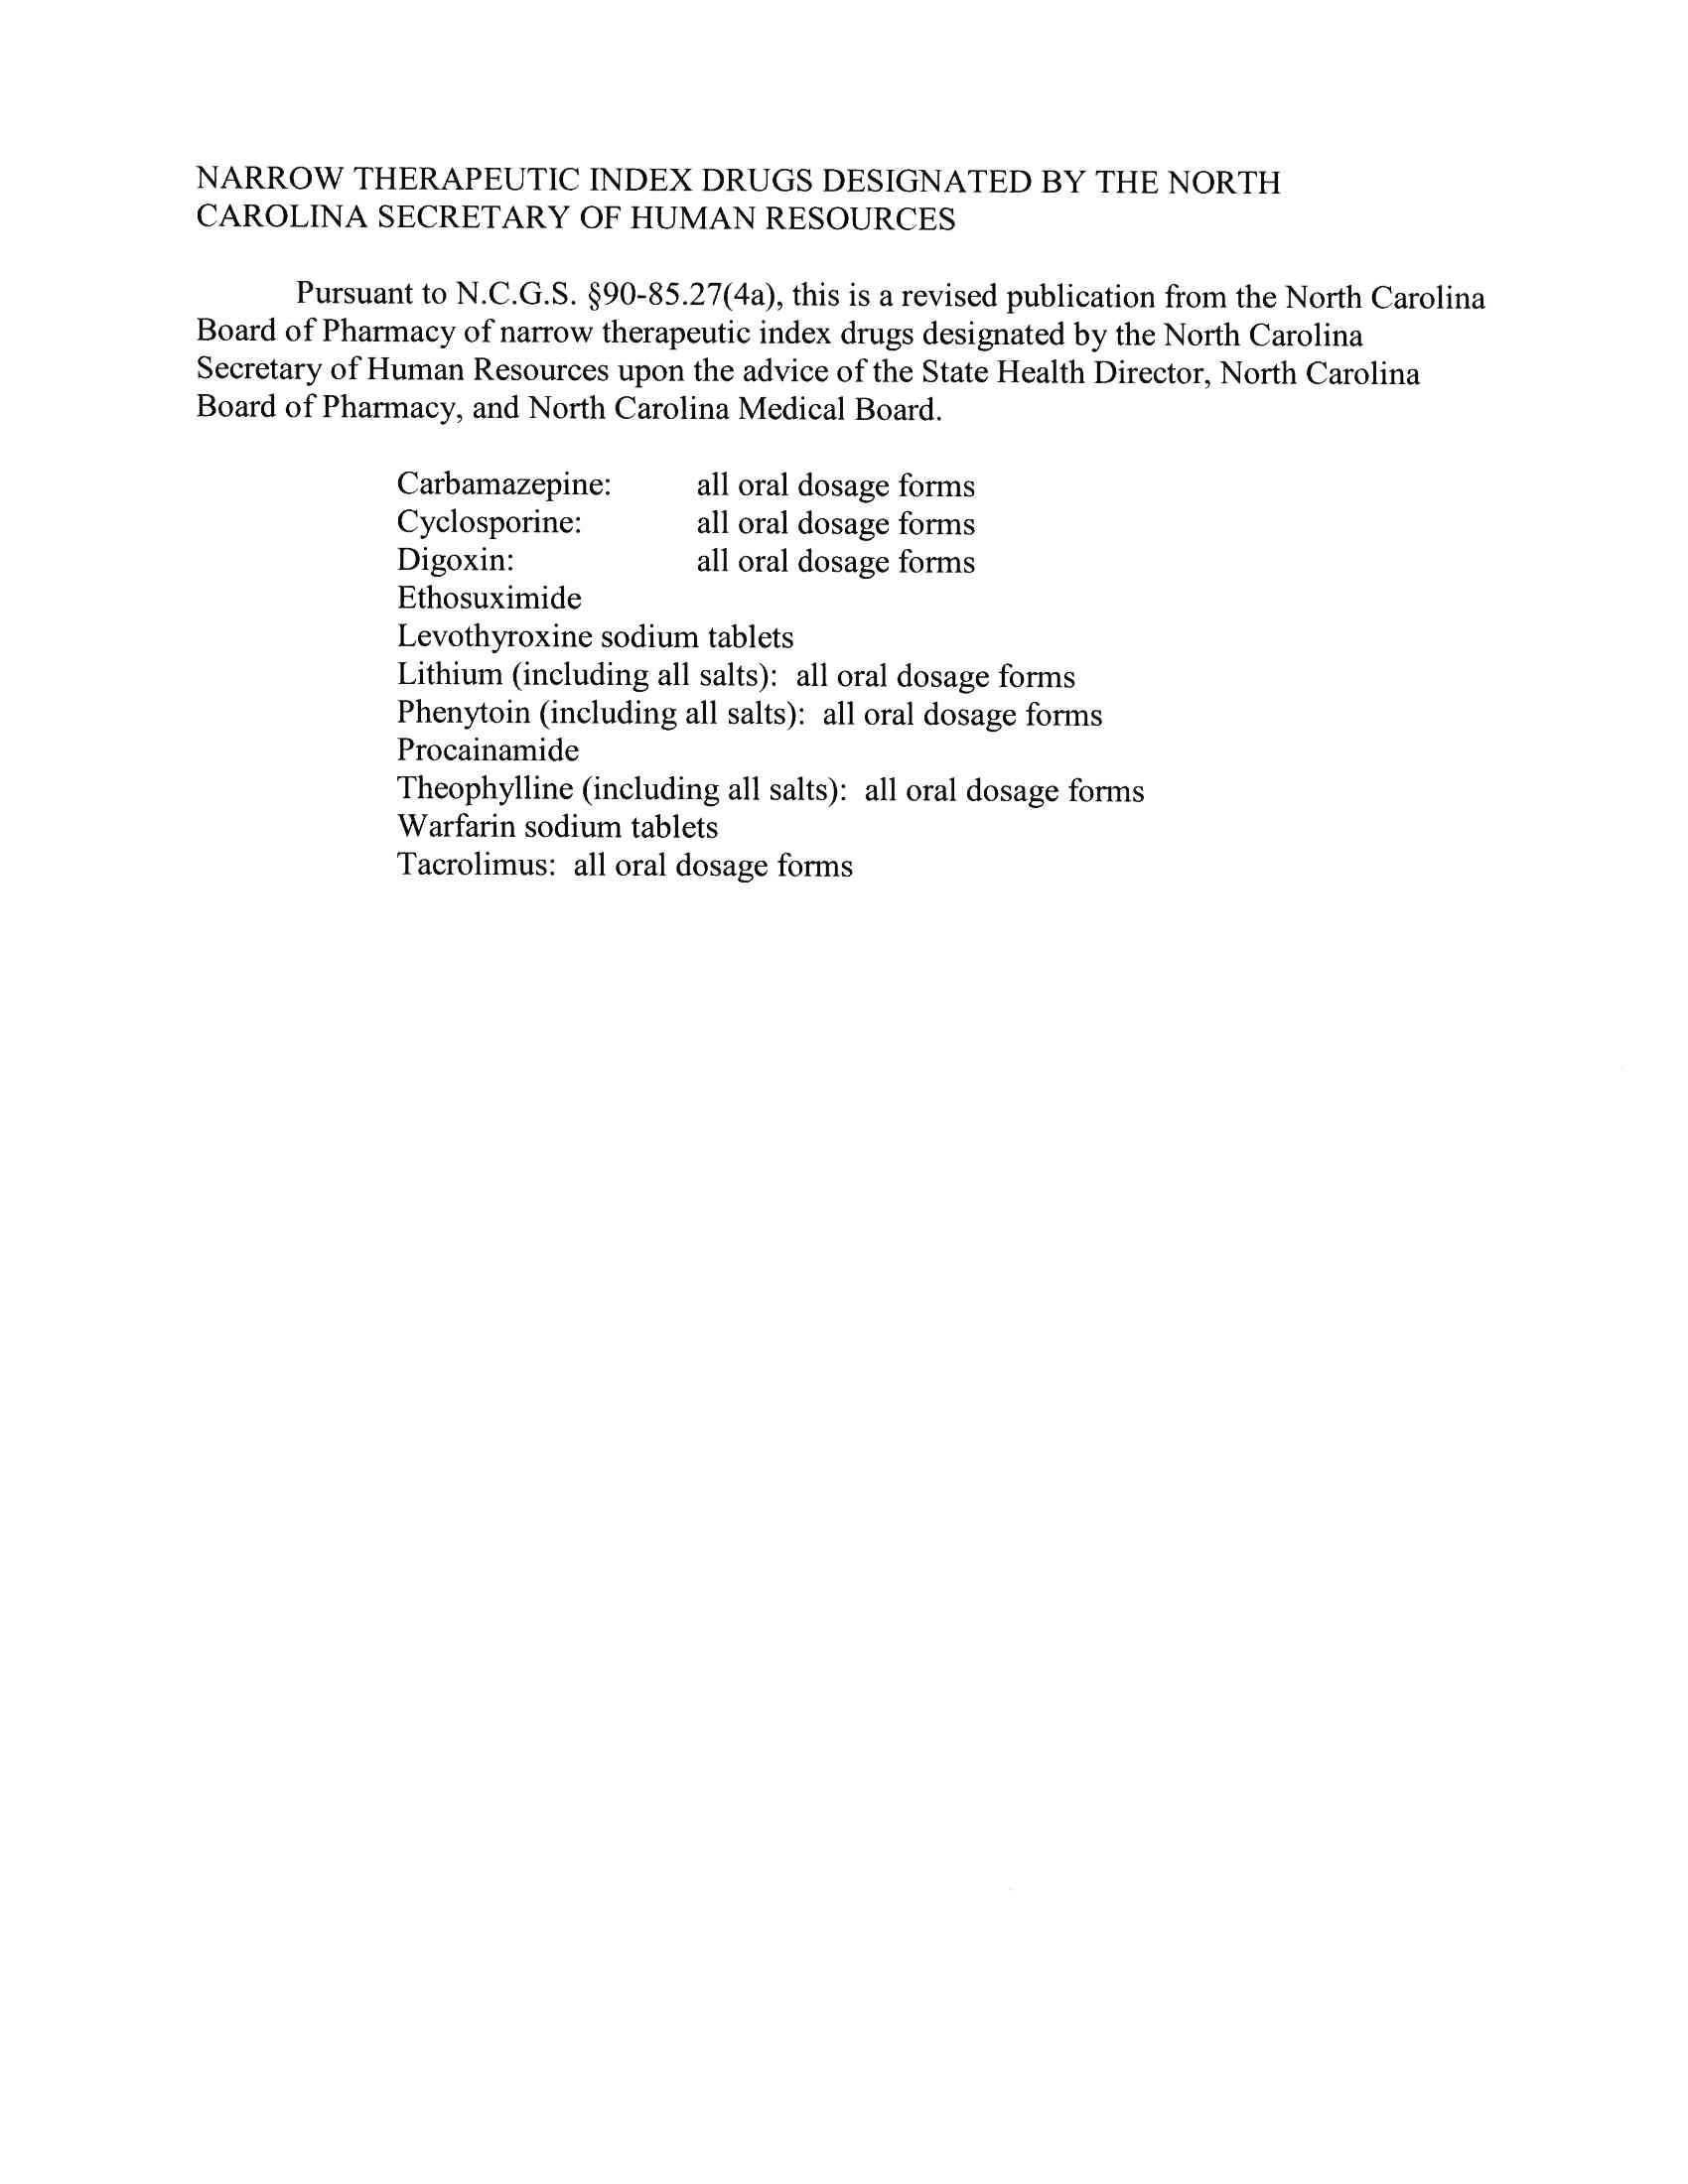 NARROW THERAPEUTIC INDEX DRUGS DESIGNATED BY THE NORTH
CAROLINA SECRETARY OF HUMAN RESOURCES
Pursuant to N.C.G.S. §90-85.27(4a), this is a revised publication from the North Carolina
Board of Pharmacy of narrow therapeutic index drugs designated by the North Carolina
Secretary of Human Resources upon the advice of the State Health Director, North Carolina
Board of Pharmacy, and North Carolina Medical Board.
Carbamazepine: all oral dosage forms
Cyclosporine: all oral dosage forms
Digoxin: all oral dosage forms
Ethosuximide
Levothyroxine sodium tablets
Lithium (including all salts): all oral dosage forms
Phenytoin (including all salts): all oral dosage forms
Procainamide
Theophylline (including all salts): all oral dosage forms
Warfarin sodium tablets
Tacrolimus: all oral dosage forms